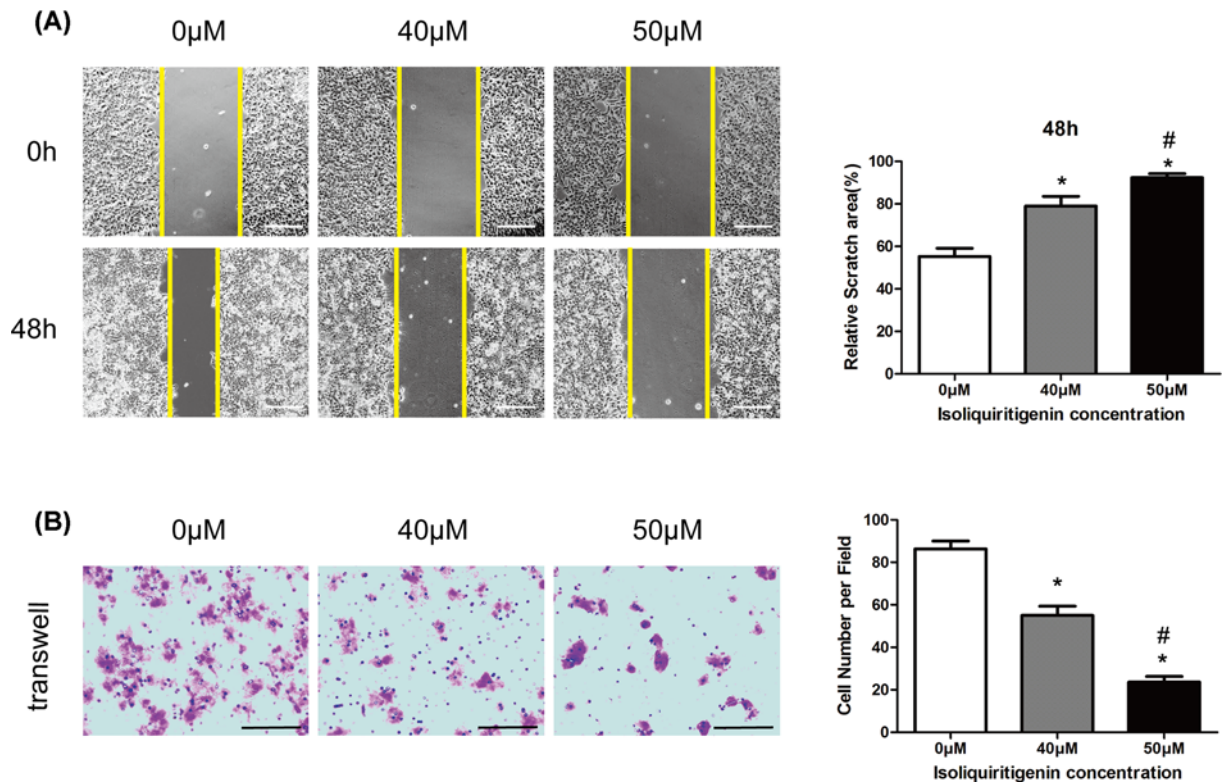 (A)
0µM 40µM 50µM
0h
48h
48h
Relative Scratch area(%)
100
80
60
40
20
0
*
*
#
0µM 40µM 50µM
Isoliquiritigenin concentration
(B)
0µM 40µM 50µM
transwell
Cell Number per Field
100
80
60
40
20
0
*
#
*
0µM 40µM 50µM
Isoliquiritigenin concentration